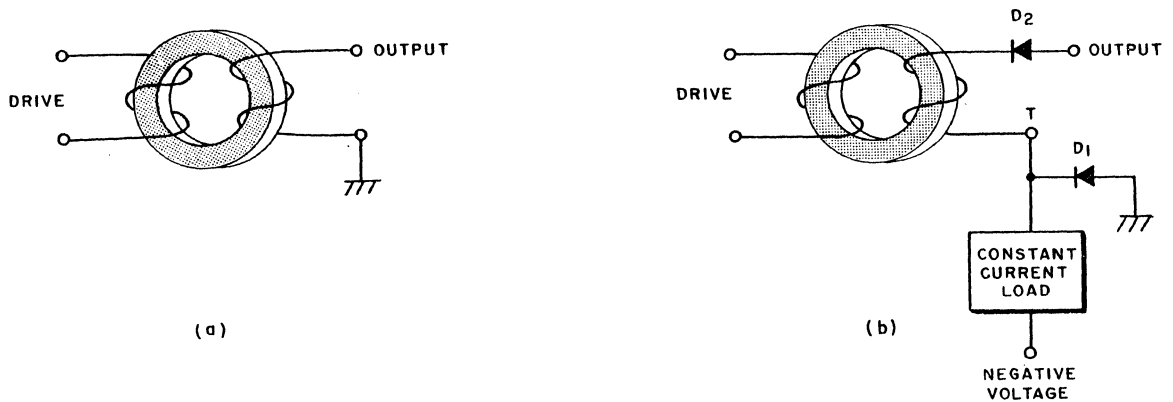 OUTPUT
DRIVE
(a)
D2
OUTPUT
DRIVE
T
D1
CONSTANT
CURRENT
LOAD
(b)
NEGATIVE
VOLTAGE